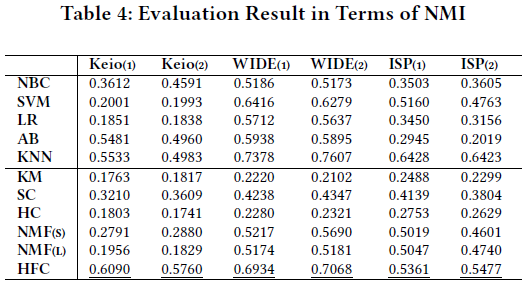 Table 4: Evaluation Result in Terms of NMI
Keio(1) Keio(2) WIDE(1) WIDE(2) ISP(1) ISP(2)
NBC 0.3612 0.4591 0.5186 0.5173 0.3503 0.3605
SVM 0.2001 0.1993 0.6416 0.6279 0.5160 0.4763
LR 0.1851 0.1838 0.5712 0.5637 0.3450 0.3156
AB 0.5481 0.4960 0.5938 0.5895 0.2945 0.2019
KNN 0.5533 0.4983 0.7378 0.7607 0.6428 0.6423
KM 0.1763 0.1817 0.2220 0.2102 0.2488 0.2299
SC 0.3210 0.3609 0.4238 0.4347 0.4139 0.3804
HC 0.1803 0.1741 0.2280 0.2321 0.2753 0.2629
NMF(S) 0.2791 0.2880 0.5217 0.5690 0.5019 0.4601
NMF(L) 0.1956 0.1829 0.5174 0.5181 0.5047 0.4740
HFC 0.6090 0.5760 0.6934 0.7068 0.5361 0.5477